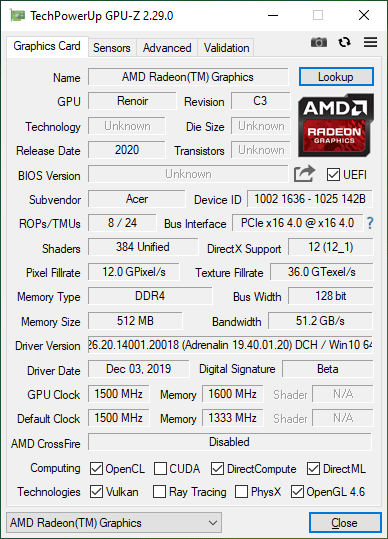 TechPowerUp GPU-Z 2.29.0
Graphics Card Sensors Advanced Validation
Name AMD Radeon(TM) Graphics Lookup
GPU Renoir Revision C3
AMD
RADEON
GRAPHICS
Technology Unknown Die Size Unknown
Release Date 2020 Transistors Unknown
BIOS Version Unknown UEFI
Subvendor Acer Device ID 1002 1636 - 1025 142B
ROPs/TMUs 8 / 24 Bus Interface PCIe x16 4.0 @ x16 4.0 ?
Shaders 384 Unified DirectX Support 12 (12_1)
Pixel Fillrate 12.0 GPixel/s Texture Fillrate 36.0 GTexel/s
Memory Type DDR4 Bus Width 128 bit
Memory Size 512 MB Bandwidth 51.2 GB/s
Driver Version 26.20.14001.20018 (Adrenalin 19.40.01.20) DCH / Win10 64
Driver Date Dec 03, 2019 Digital Signature Beta
GPU Clock 1500 MHz Memory 1600 MHz Shader N/A
Default Clock 1500 MHz Memory 1333 MHz Shader N/A
AMD CrossFire Disabled
Computing OpenCL CUDA DirectCompute DirectML
Technologies Vulkan Ray Tracing PhysX OpenGL 4.6
AMD Radeon(TM) Graphics Close